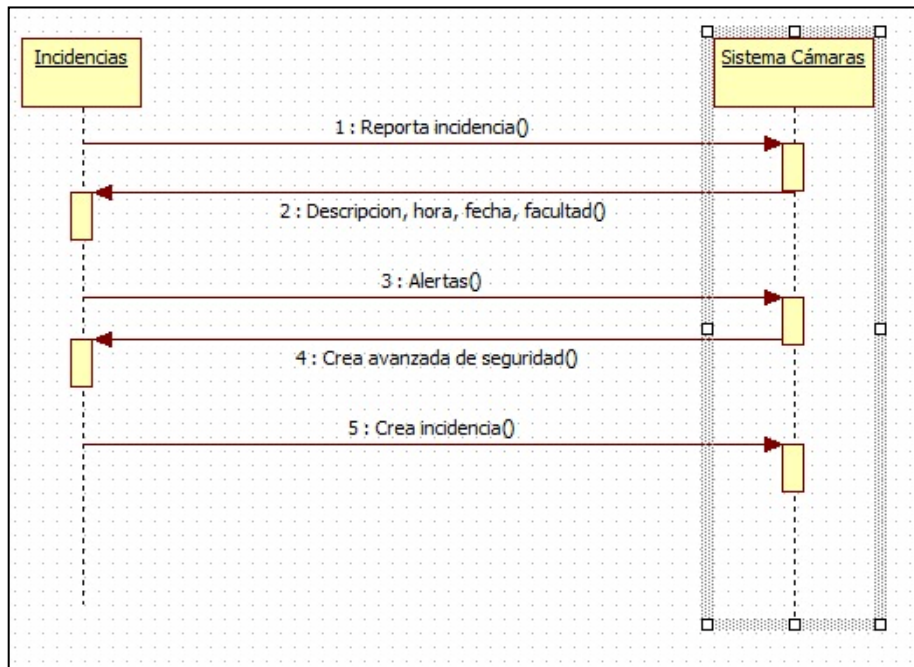 Incidencias
Sistema Cámaras
1 : Reporta incidencia()
2 : Descripcion, hora, fecha, facultad()
3 : Alertas()
4 : Crea avanzada de seguridad()
5 : Crea incidencia()